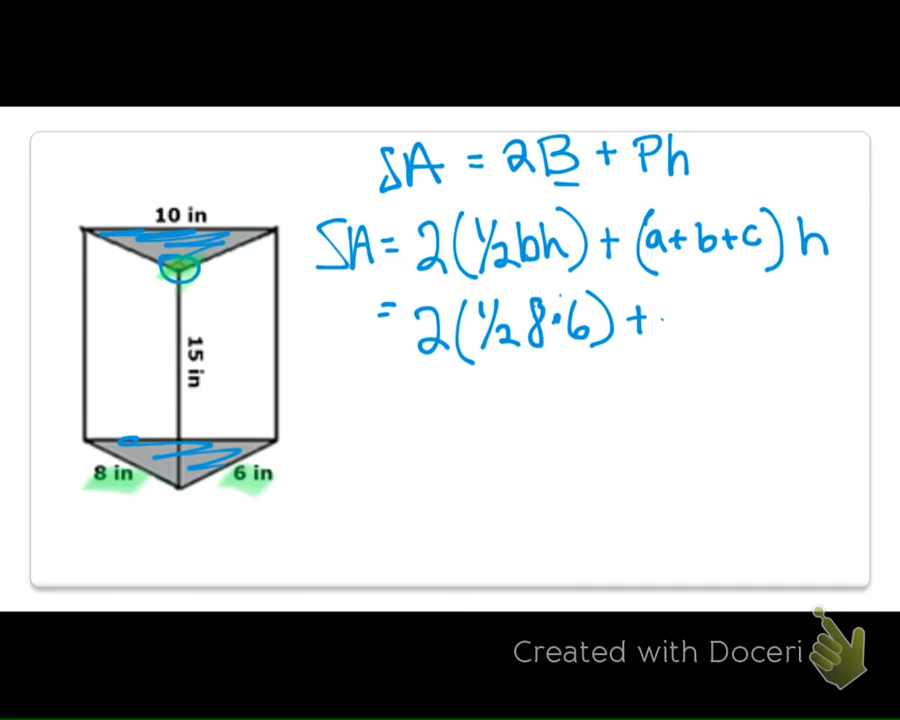 SA = 2B + Ph
10 in
SA = 2(1/2bh) + (a+b+c)h
= 2(1/2 8·6) +
15 in
8 in
6 in
Created with Doceri